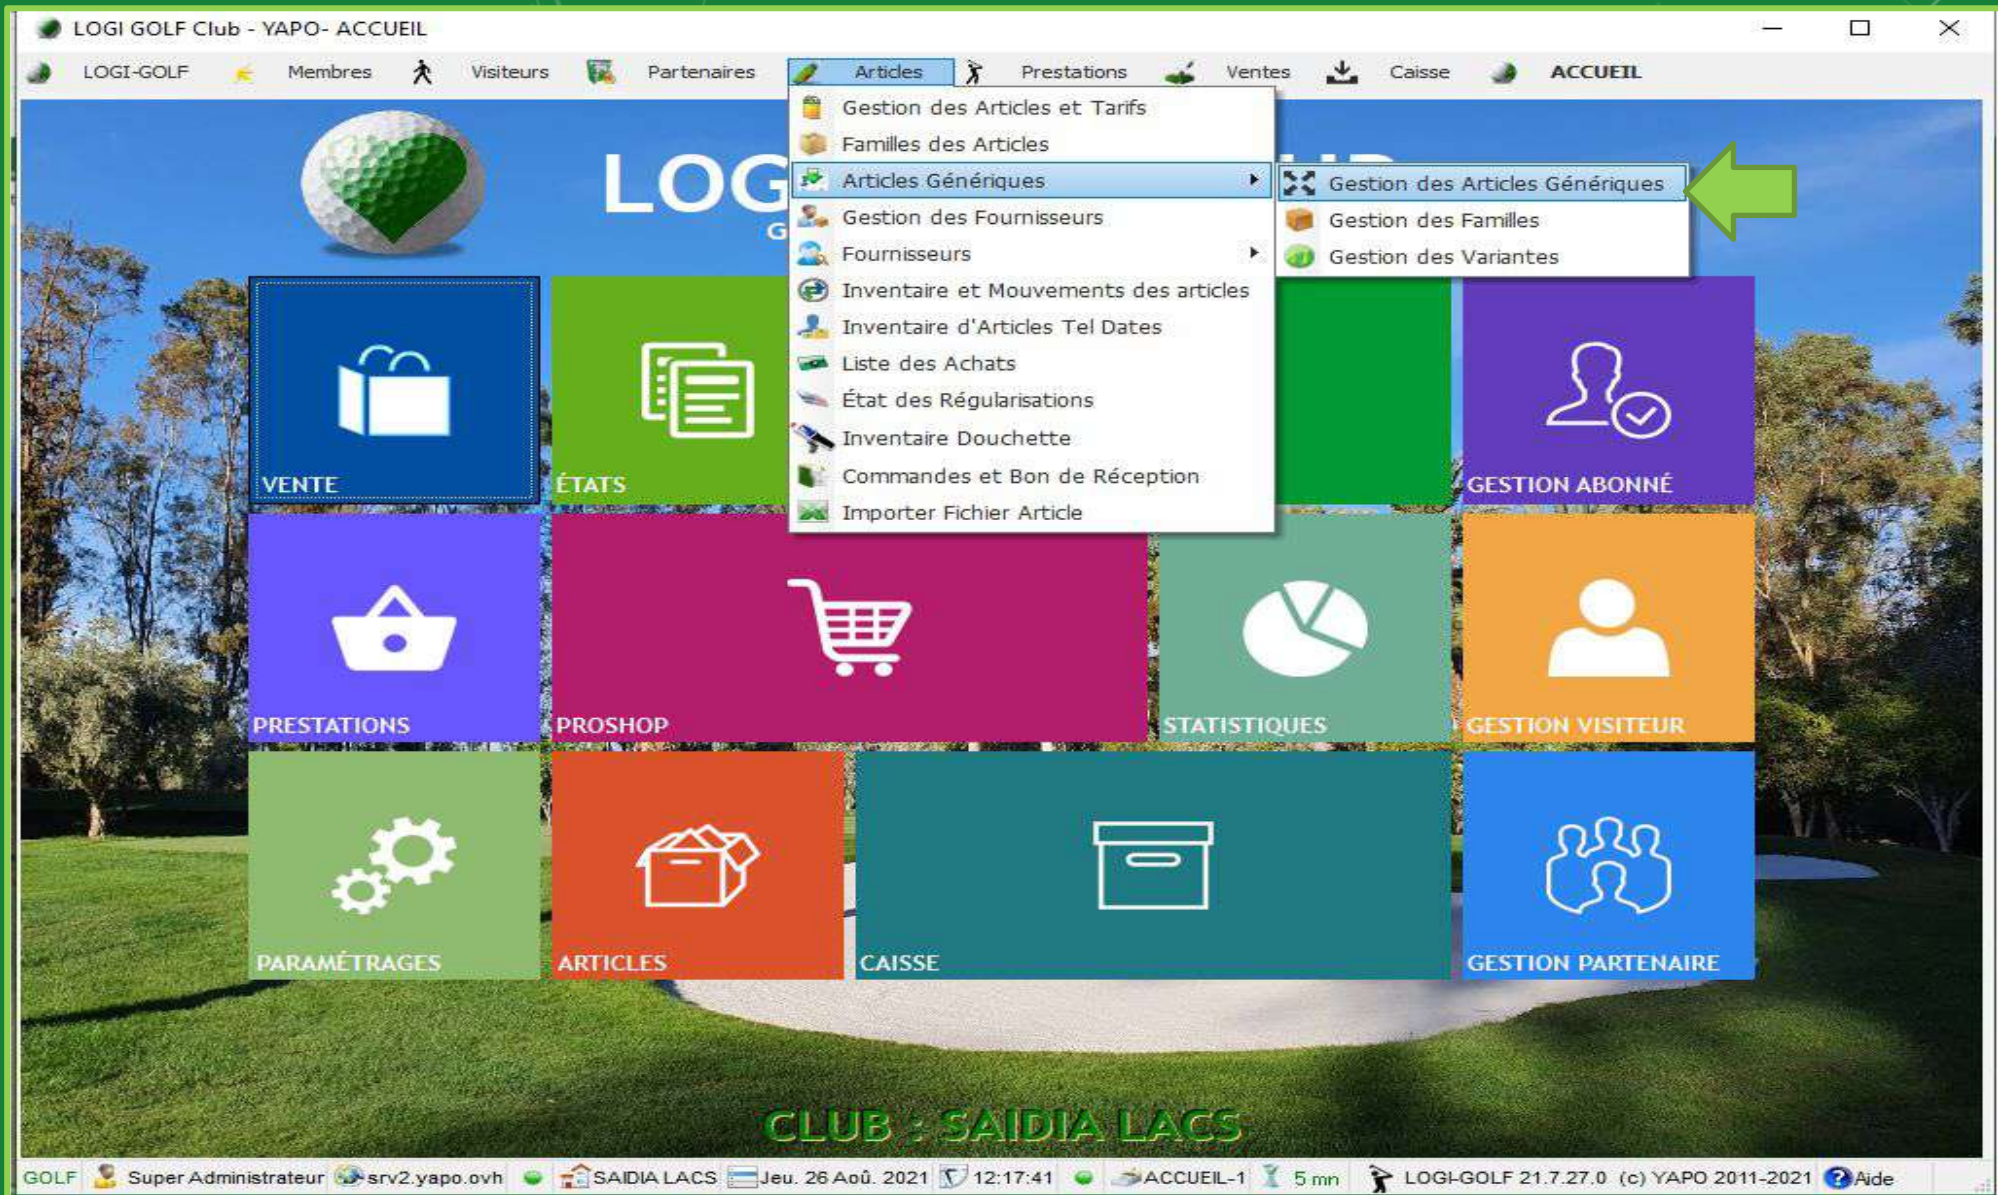 LOGI GOLF Club - YAPO- ACCUEIL
LOGI-GOLF Membres Visiteurs Partenaires Articles Prestations Ventes Caisse ACCUEIL
Gestion des Articles et Tarifs
Familles des Articles
Articles Génériques
Gestion des Fournisseurs
Fournisseurs
Inventaire et Mouvements des articles
Inventaire d'Articles Tel Dates
Liste des Achats
État des Régularisations
Inventaire Douchette
Commandes et Bon de Réception
Importer Fichier Article
Gestion des Articles Génériques
Gestion des Familles
Gestion des Variantes
VENTE
ÉTATS
GESTION ABONNÉ
PRESTATIONS
PROSHOP
STATISTIQUES
GESTION VISITEUR
PARAMÉTRAGES
ARTICLES
CAISSE
GESTION PARTENAIRE
CLUB : SAIDIA LACS
GOLF Super Administrateur srv2.yapo.ovh SAIDIA LACS Jeu. 26 Aoû. 2021 12:17:41 ACCUEIL-1 5 mn LOGI-GOLF 21.7.27.0 (c) YAPO 2011-2021 Aide